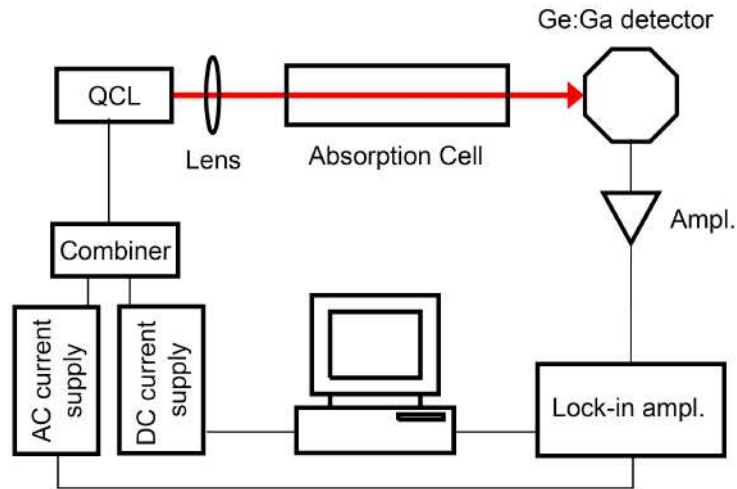 Ge:Ga detector
QCL
Lens
Absorption Cell
Ampl.
Combiner
AC current
supply
DC current
supply
Lock-in ampl.